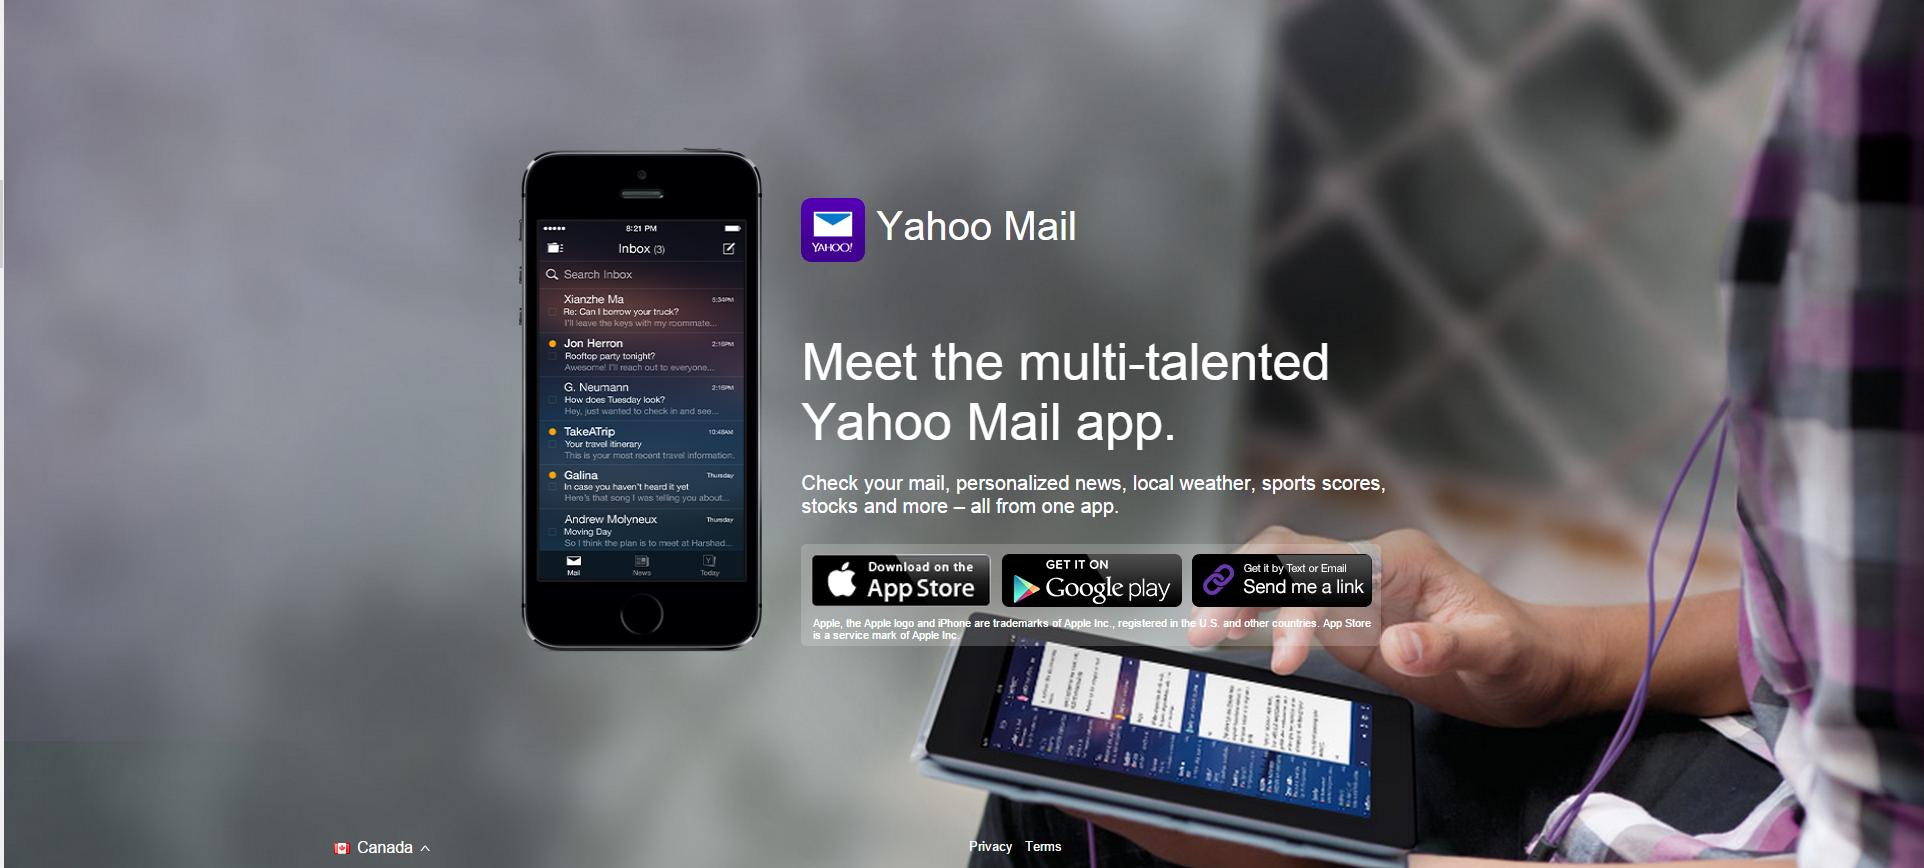 8:21 PM
Inbox (3)
Search Inbox
Xianzhe Ma 5:34PM
Re: Can I borrow your truck?
I'll leave the keys with my roommate...
Jon Herron 2:16PM
Rooftop party tonight?
Awesome! I'll reach out to everyone...
G. Neumann 2:16PM
How does Tuesday look?
Hey, just wanted to check in and see...
TakeATrip 10:48AM
Your travel itinerary
This is your most recent travel information.
Galina Thursday
In case you haven't heard it yet
Here's that song I was telling you about...
Andrew Molyneux Thursday
Moving Day
So I think the plan is to meet at Harshad...
Mail News Today
YAHOO!
Yahoo Mail
Meet the multi-talented
Yahoo Mail app.
Check your mail, personalized news, local weather, sports scores,
stocks and more – all from one app.
Download on the
App Store
GET IT ON
Google play
Get it by Text or Email
Send me a link
Apple, the Apple logo and iPhone are trademarks of Apple Inc., registered in the U.S. and other countries. App Store
is a service mark of Apple Inc.
Canada
Privacy Terms